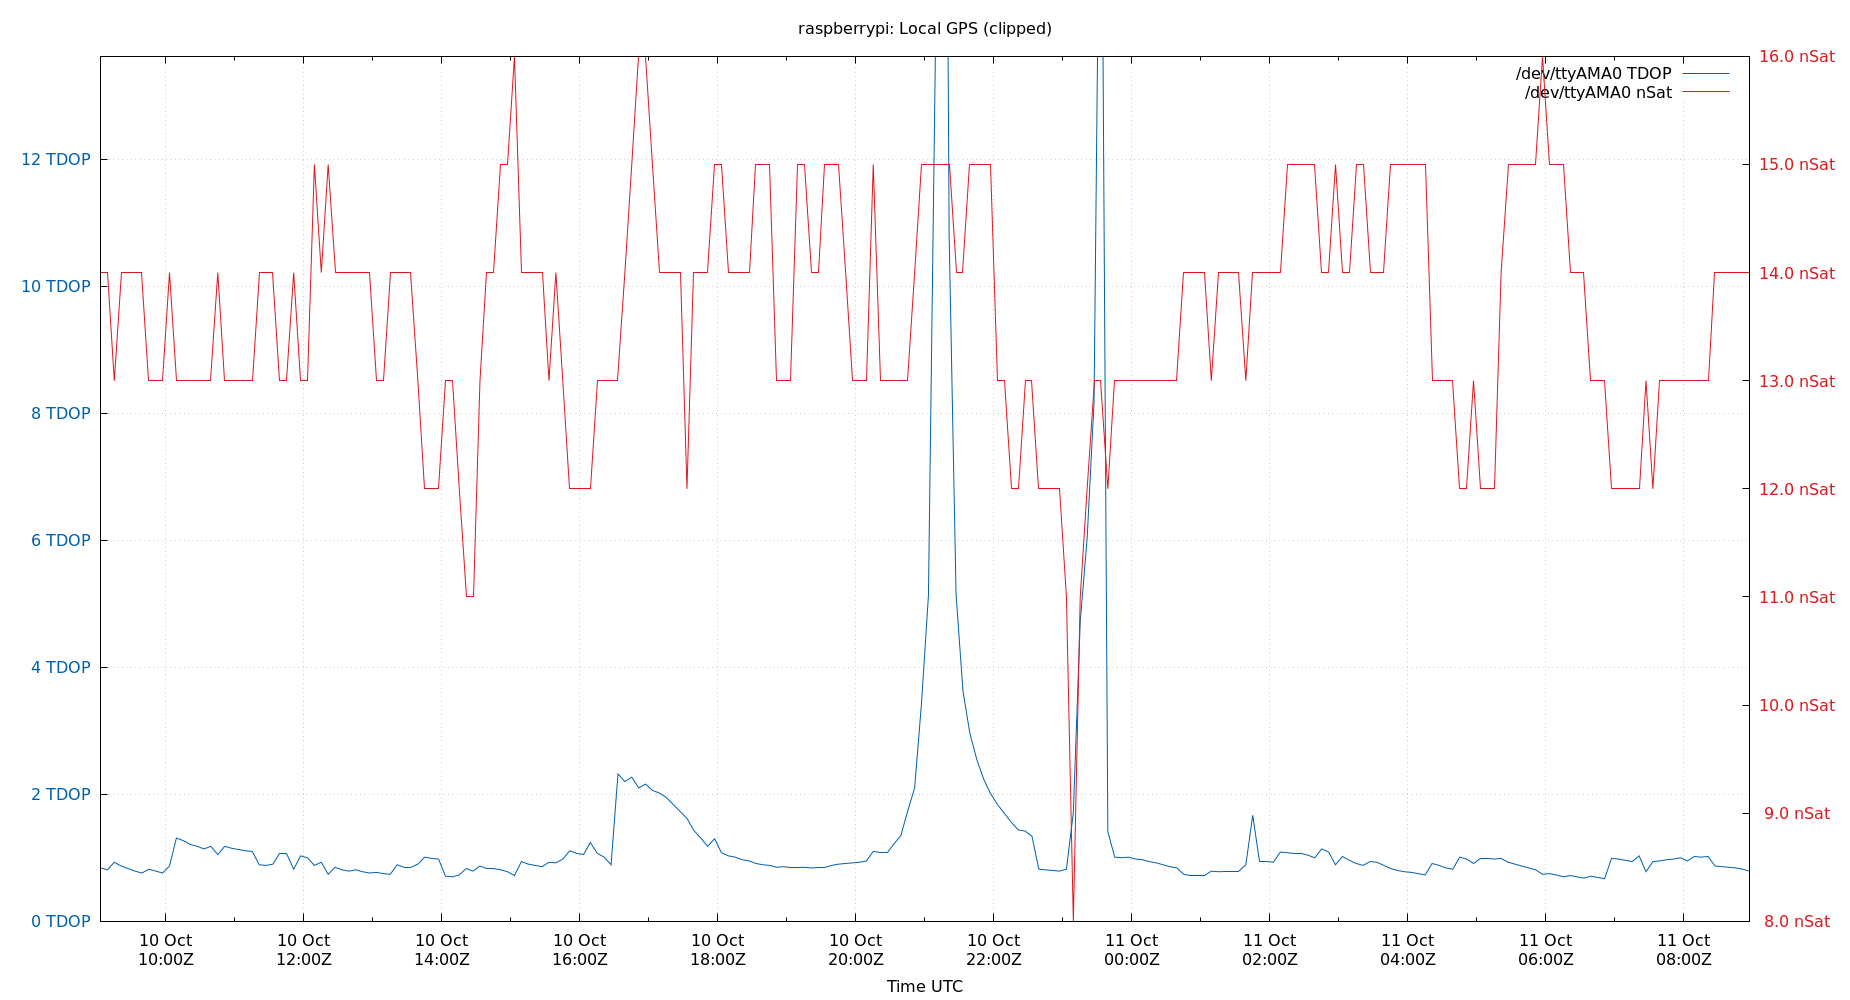 raspberrypi: Local GPS (clipped)
/dev/ttyAMA0 TDOP
/dev/ttyAMA0 nSat
12 TDOP
10 TDOP
8 TDOP
6 TDOP
4 TDOP
2 TDOP
0 TDOP
16.0 nSat
15.0 nSat
14.0 nSat
13.0 nSat
12.0 nSat
11.0 nSat
10.0 nSat
9.0 nSat
8.0 nSat
10 Oct
10:00Z
10 Oct
12:00Z
10 Oct
14:00Z
10 Oct
16:00Z
10 Oct
18:00Z
10 Oct
20:00Z
10 Oct
22:00Z
11 Oct
00:00Z
11 Oct
02:00Z
11 Oct
04:00Z
11 Oct
06:00Z
11 Oct
08:00Z
Time UTC